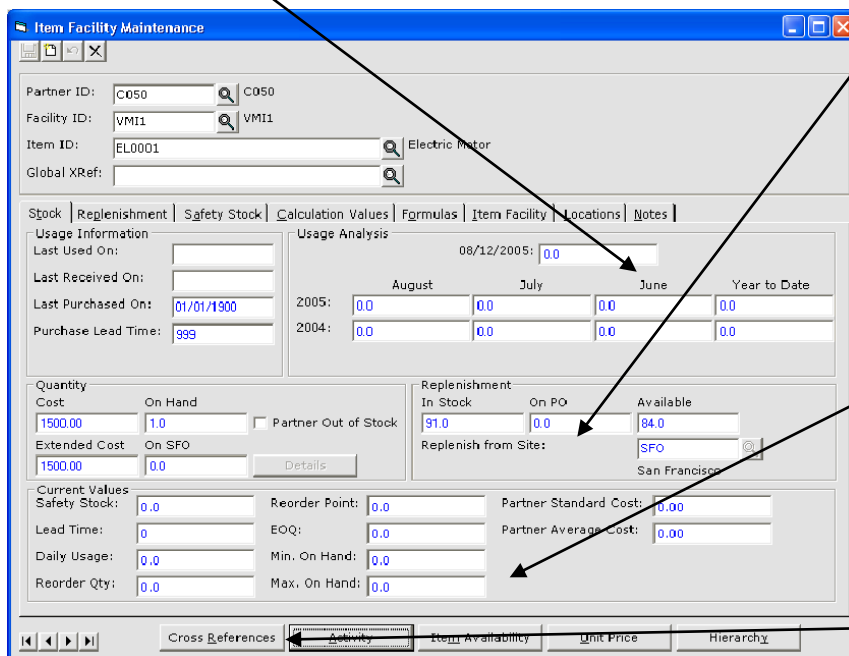 Item Facility Maintenance
Partner ID: C050 C050
Facility ID: VMI1 VMI1
Item ID: EL0001 Electric Motor
Global XRef:
Stock Replenishment Safety Stock Calculation Values Formulas Item Facility Locations Notes
Usage Information
Last Used On:
Last Received On:
Last Purchased On: 01/01/1900
Purchase Lead Time: 999
Usage Analysis
08/12/2005: 0.0
August July June Year to Date
2005: 0.0 0.0 0.0 0.0
2004: 0.0 0.0 0.0 0.0
Quantity
Cost On Hand
1500.00 1.0 Partner Out of Stock
Extended Cost On SFO
1500.00 0.0 Details
Replenishment
In Stock On PO Available
91.0 0.0 84.0
Replenish from Site: SFO
San Francisco
Current Values
Safety Stock: 0.0 Reorder Point: 0.0 Partner Standard Cost: 0.00
Lead Time: 0 EOQ: 0.0 Partner Average Cost: 0.00
Daily Usage: 0.0 Min. On Hand: 0.0
Reorder Qty: 0.0 Max. On Hand: 0.0
Cross References Activity Item Availability Unit Price Hierarchy